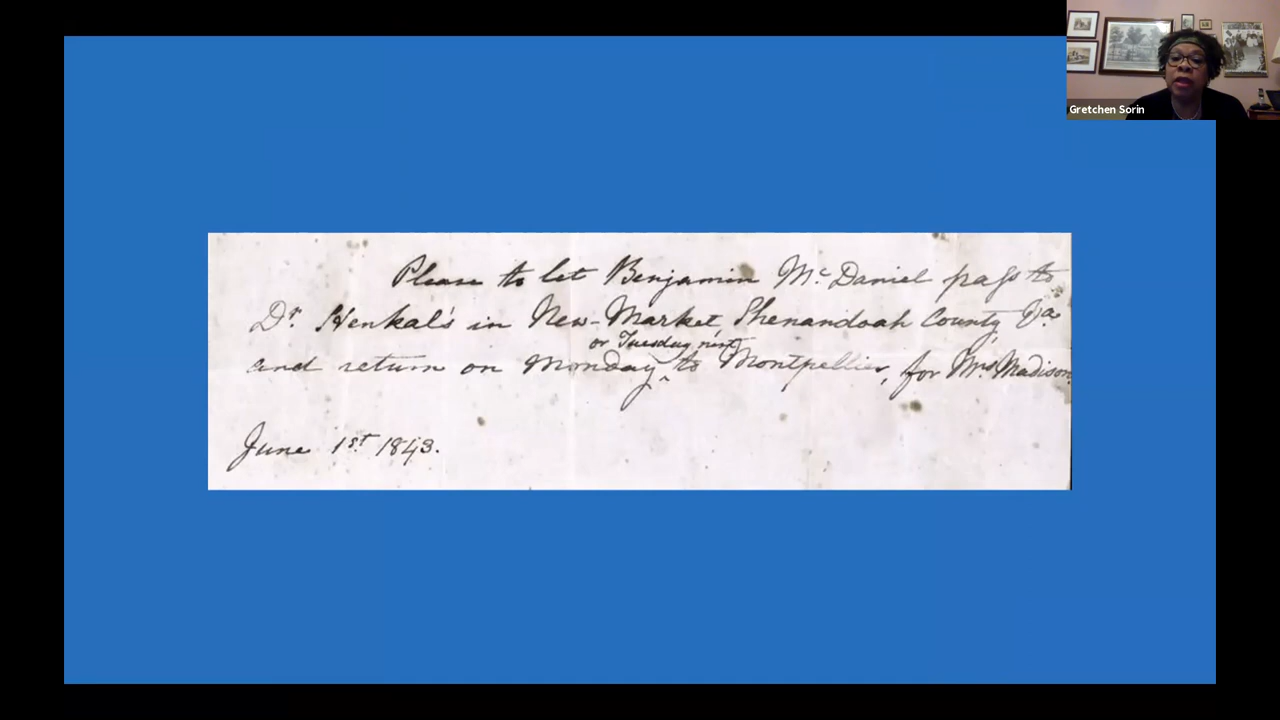 Gretchen Sorin
Please to let Benjamin McDaniel pass to
Dr. Henkal's in New-Market, Shenandoah County, Va.
or Tuesday next
and return on Monday ^ to Montpellier, for Mrs Madison
June 1st 1843.